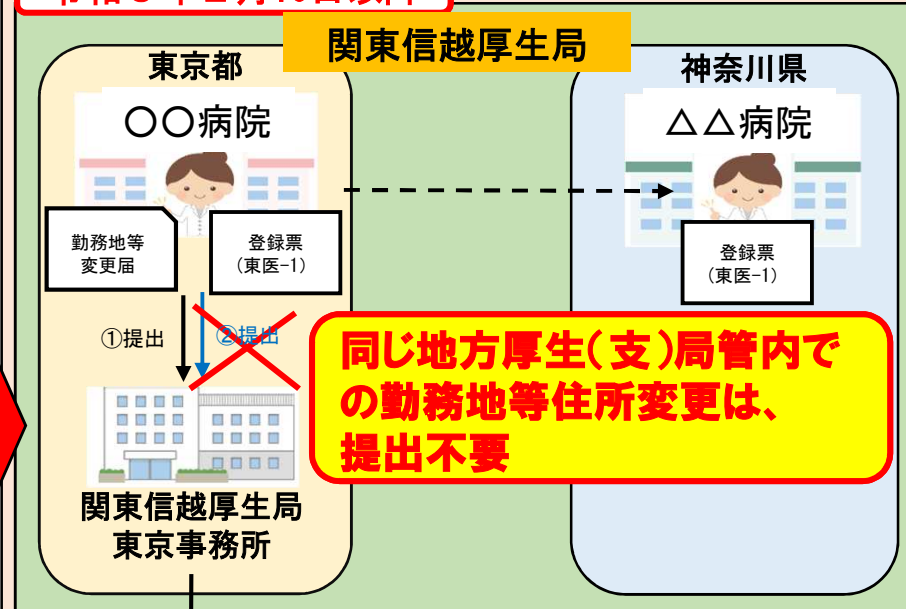 関東信越厚生局
東京都
〇〇病院
勤務地等
変更届
登録票
(東医-1)
①提出
②提出
関東信越厚生局
東京事務所
神奈川県
△△病院
登録票
(東医-1)
同じ地方厚生(支)局管内で
の勤務地等住所変更は、
提出不要